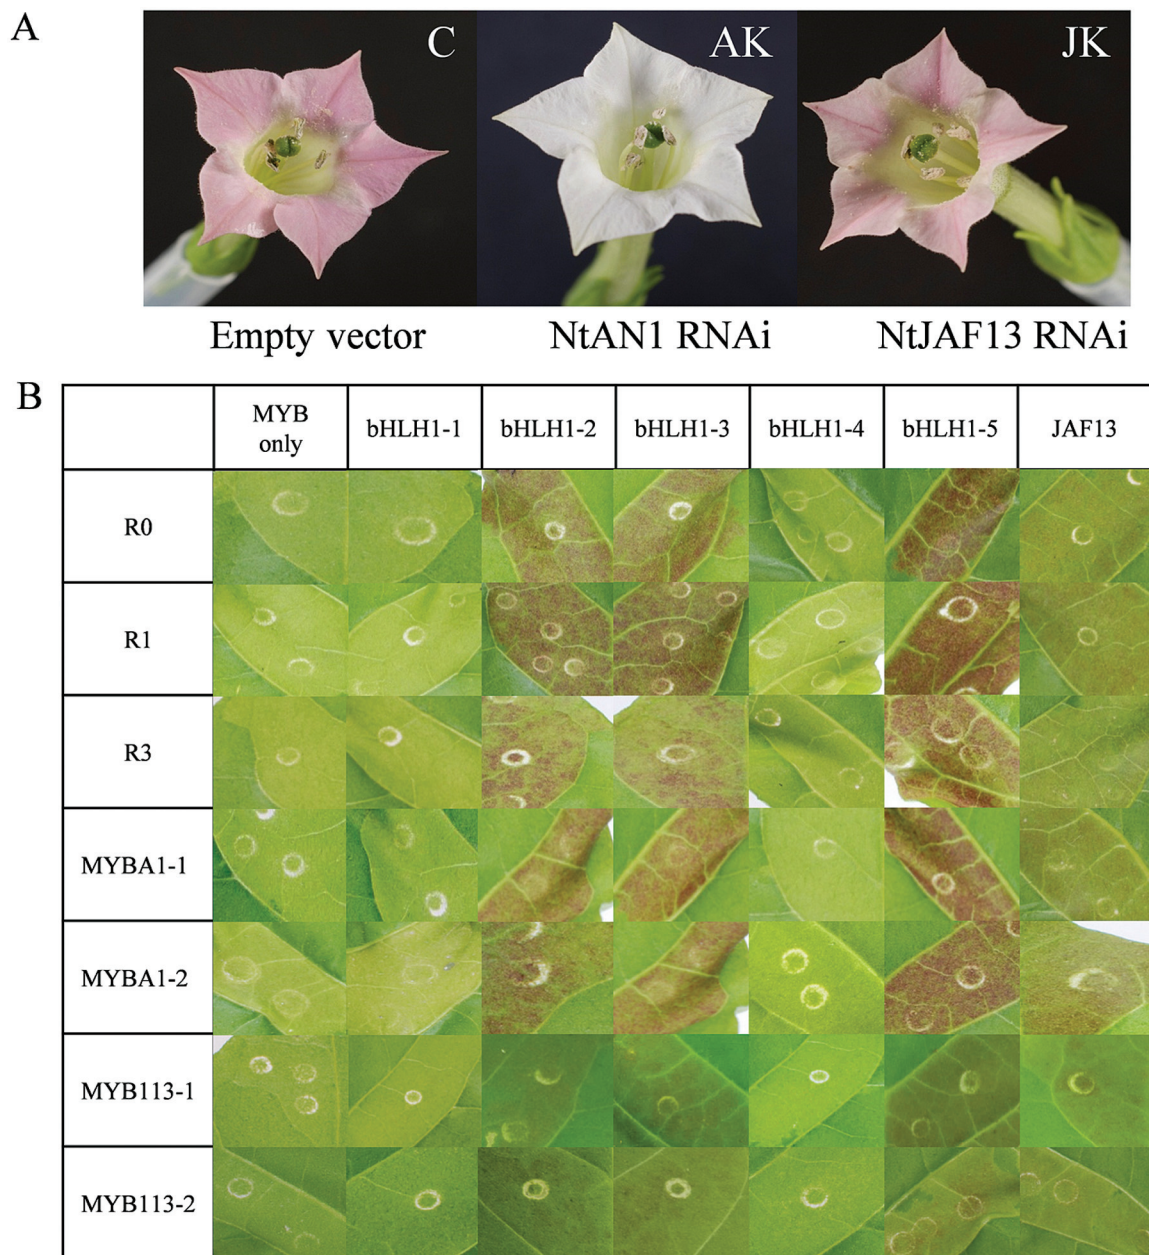 A
C
AK
JK
Empty vector
NtAN1 RNAi
NtJAF13 RNAi
B
MYB
only
bHLH1-1
bHLH1-2
bHLH1-3
bHLH1-4
bHLH1-5
JAF13
R0
R1
R3
MYBA1-1
MYBA1-2
MYB113-1
MYB113-2